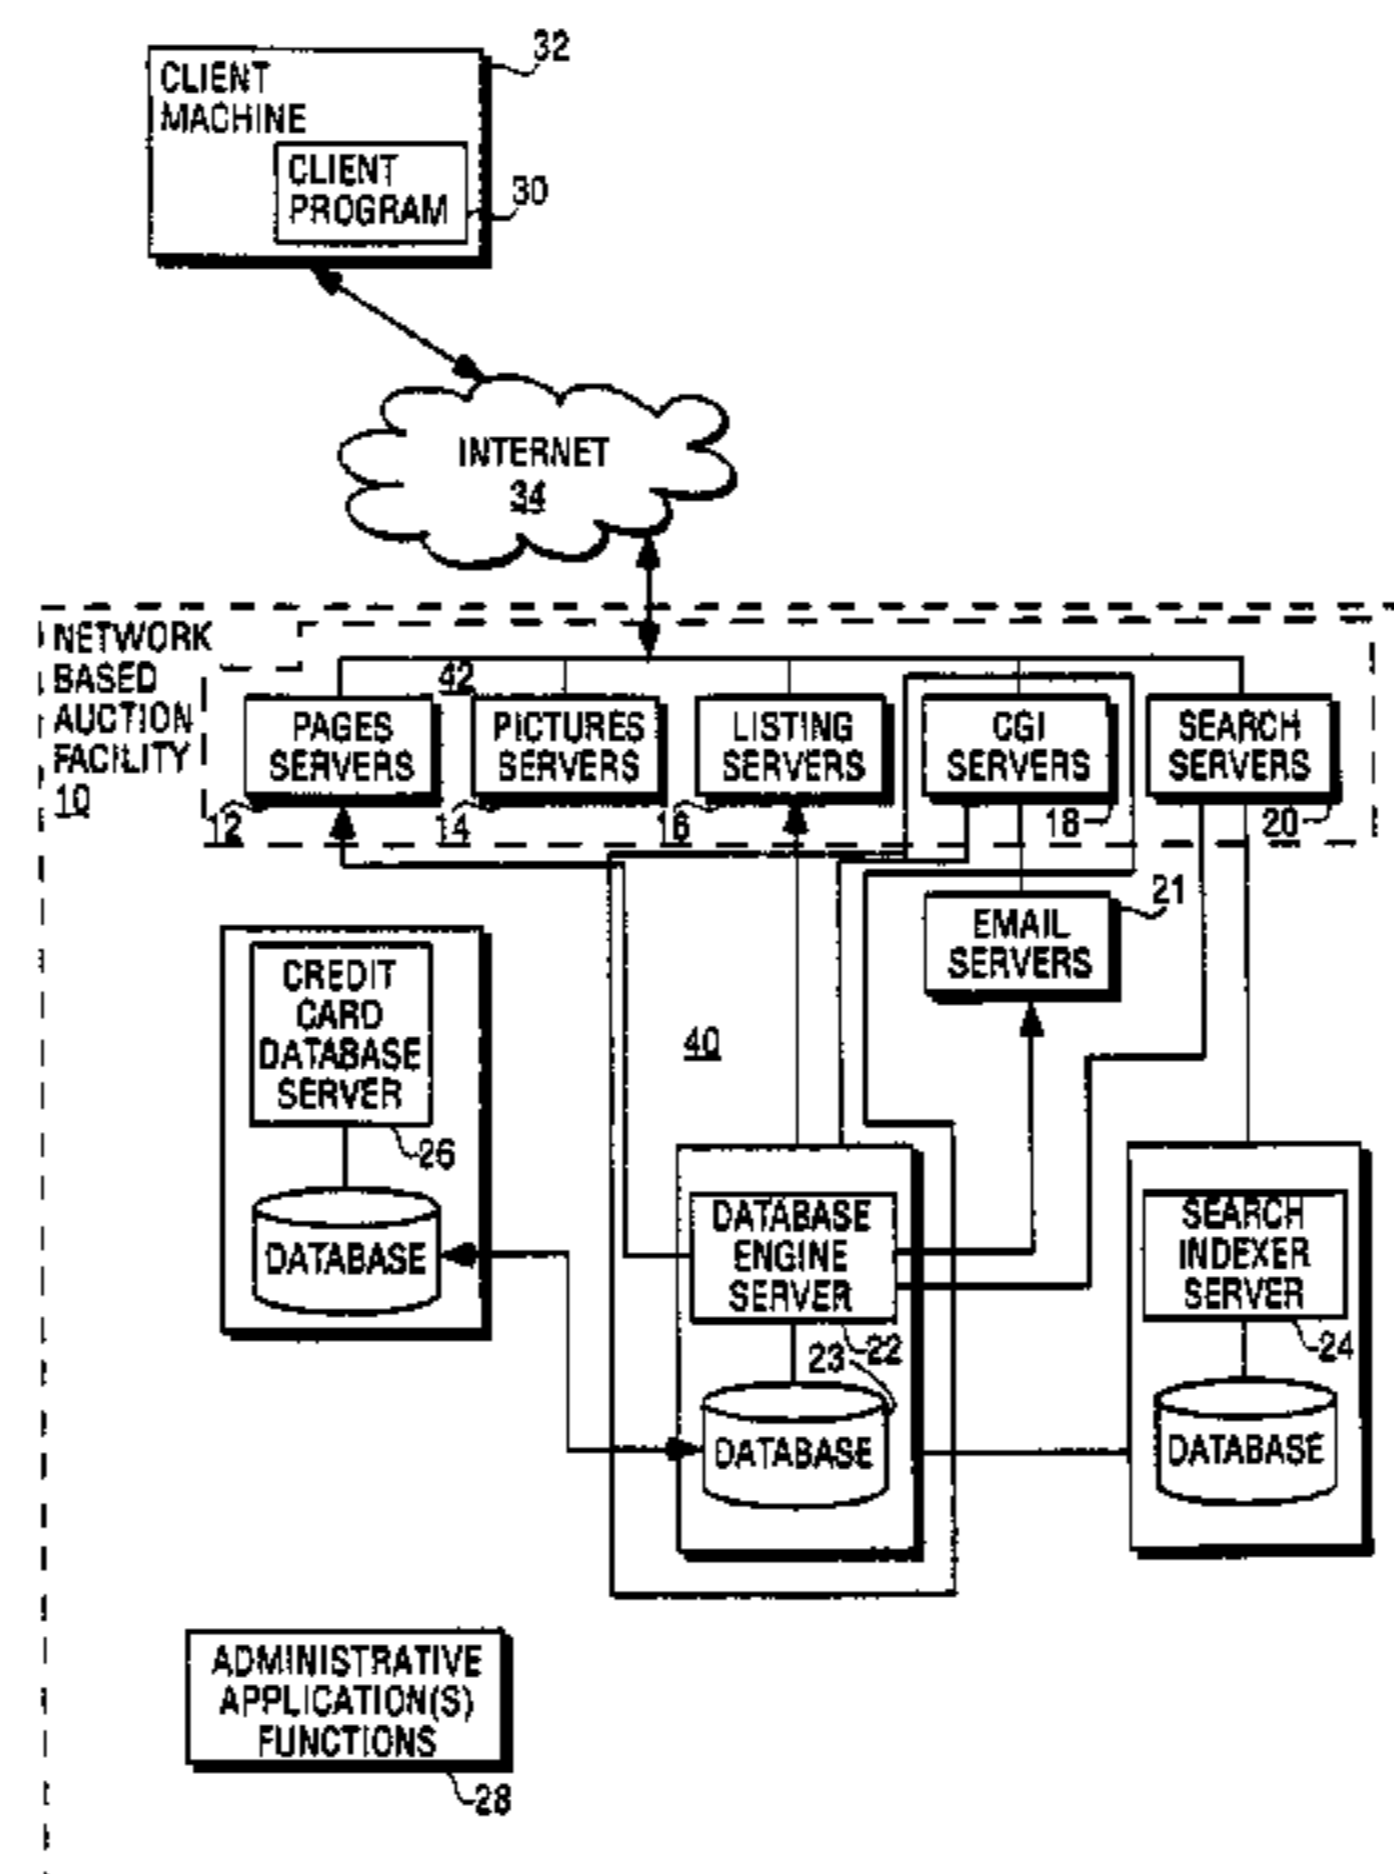 32
CLIENT
MACHINE
CLIENT
PROGRAM
30
INTERNET
34
NETWORK
BASED
AUCTION
FACILITY
10
42
PAGES
SERVERS
12
PICTURES
SERVERS
14
LISTING
SERVERS
16
CGI
SERVERS
18
SEARCH
SERVERS
20
EMAIL
SERVERS
21
CREDIT
CARD
DATABASE
SERVER
26
DATABASE
40
DATABASE
ENGINE
SERVER
22
23
DATABASE
SEARCH
INDEXER
SERVER
24
DATABASE
ADMINISTRATIVE
APPLICATION(S)
FUNCTIONS
28